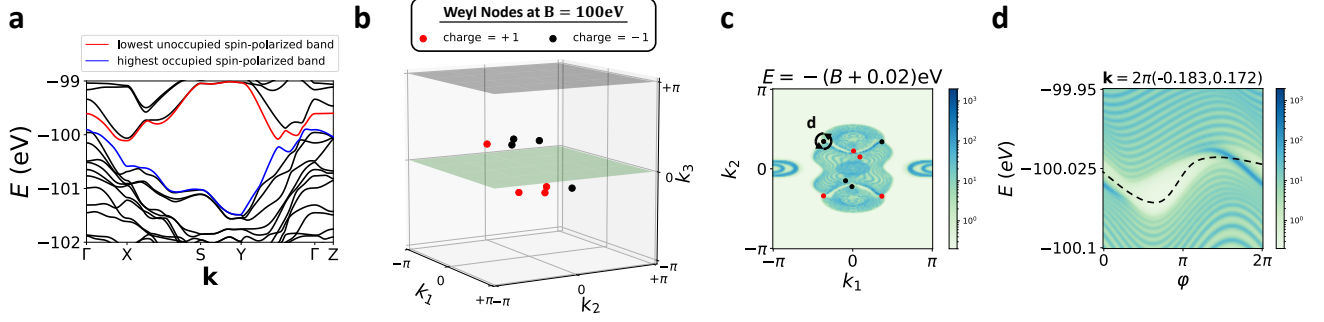 a
lowest unoccupied spin-polarized band
highest occupied spin-polarized band
E (eV)
−99
−100
−101
−102
Γ X S Y Γ Z
k
b
Weyl Nodes at B = 100eV
charge = +1 charge = −1
+π
0
k₃
−π
0
+π
k₁
−π
0
+π
k₂
c
E = −(B + 0.02)eV
π
0
−π
k₂
d
−π 0 π
k₁
10³
10²
10¹
10⁰
d
k = 2π(-0.183,0.172)
E (eV)
−99.95
−100.025
−100.1
0 π 2π
φ
10³
10²
10¹
10⁰